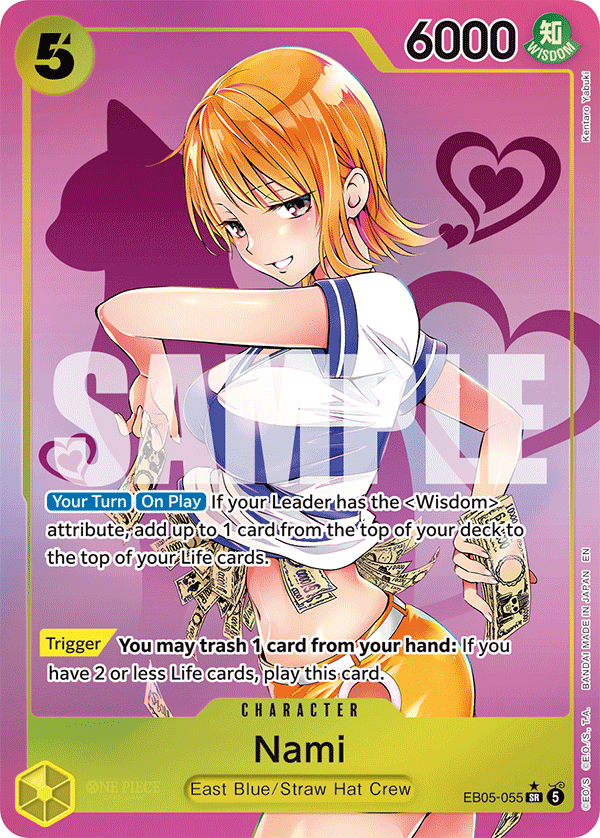 5
6000
知
WISDOM
Kentaro Yabuki
SAMPLE
Your Turn On Play If your Leader has the <Wisdom>
attribute, add up to 1 card from the top of your deck to
the top of your Life cards.
Trigger You may trash 1 card from your hand: If you
have 2 or less Life cards, play this card.
CHARACTER
Nami
ONE PIECE
East Blue/Straw Hat Crew
EB05-055 SR 5
©EO/S ©E.O./S., T.A. BANDAI MADE IN JAPAN EN